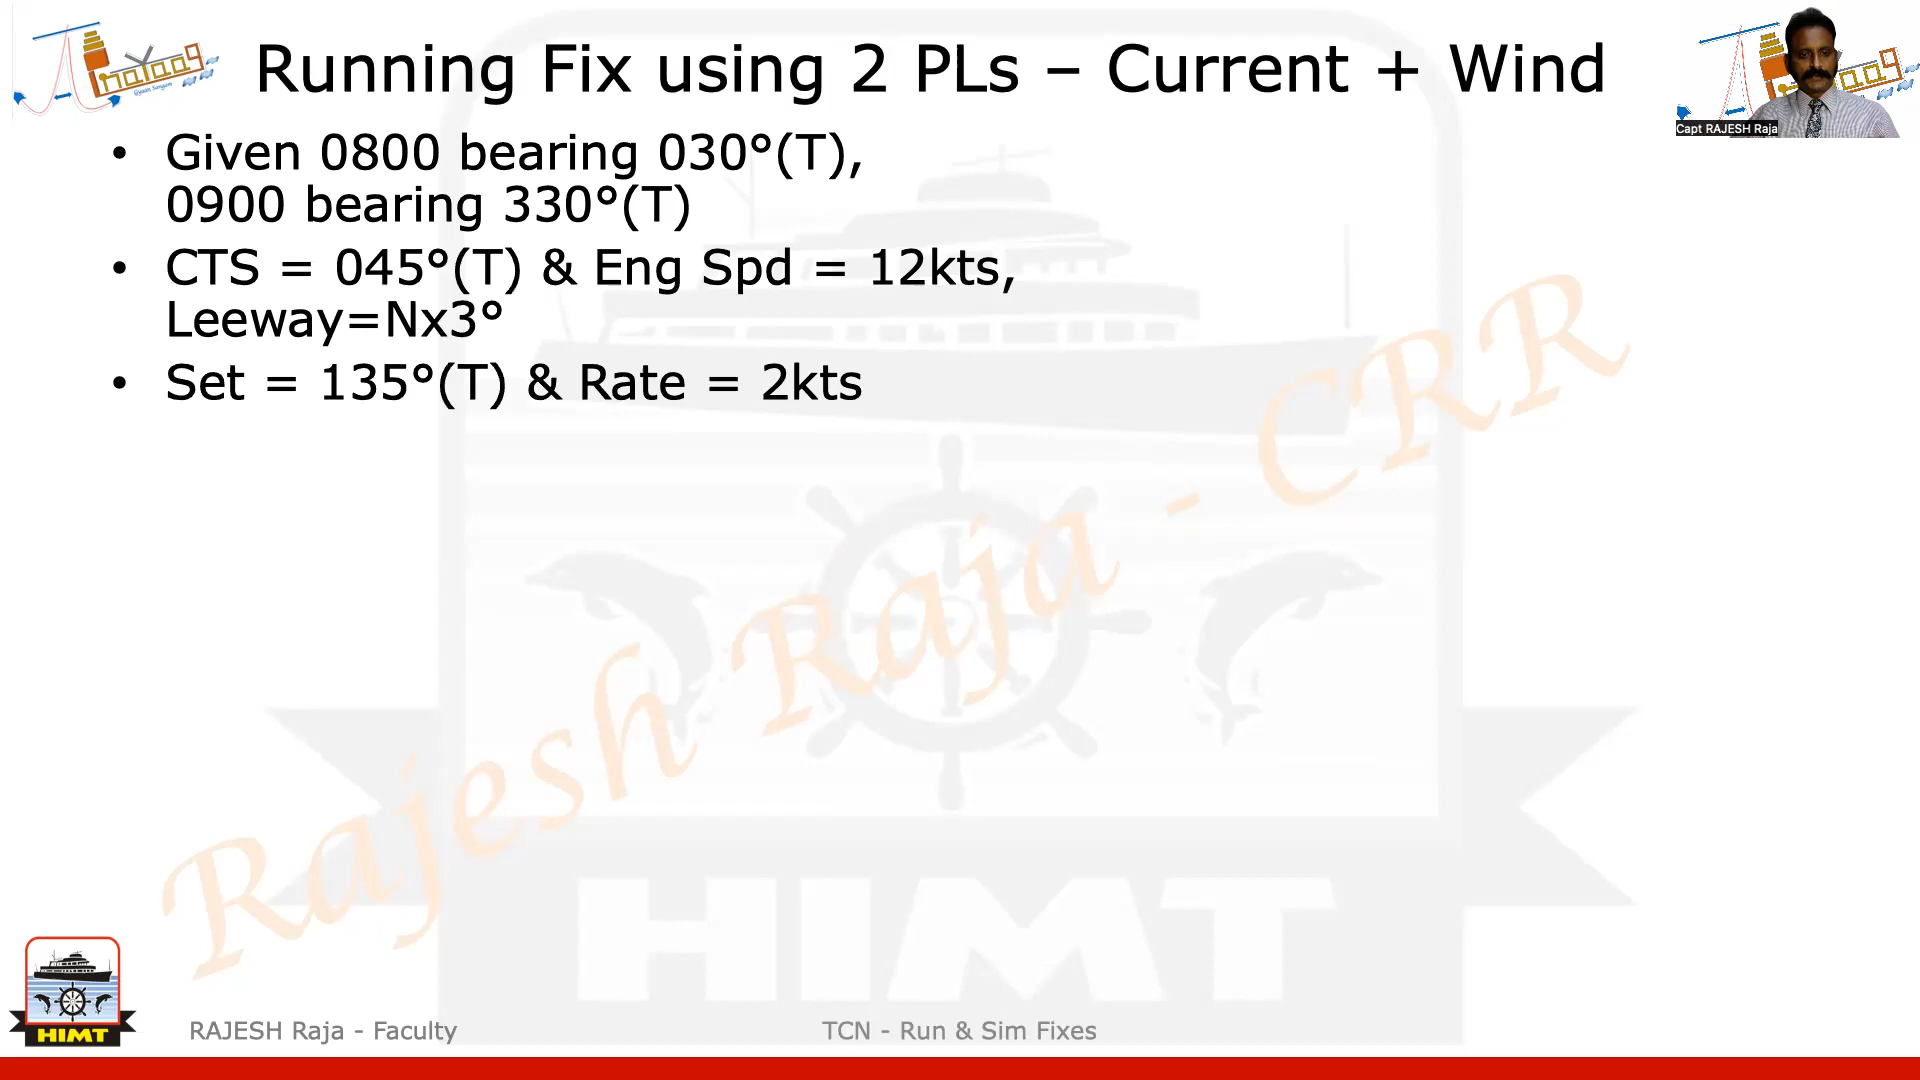 Running Fix using 2 PLs – Current + Wind
Capt RAJESH Raja
• Given 0800 bearing 030°(T),
0900 bearing 330°(T)
• CTS = 045°(T) & Eng Spd = 12kts,
Leeway=Nx3°
• Set = 135°(T) & Rate = 2kts
Rajesh Raja - CRR
HIMT
HIMT
RAJESH Raja - Faculty
TCN - Run & Sim Fixes